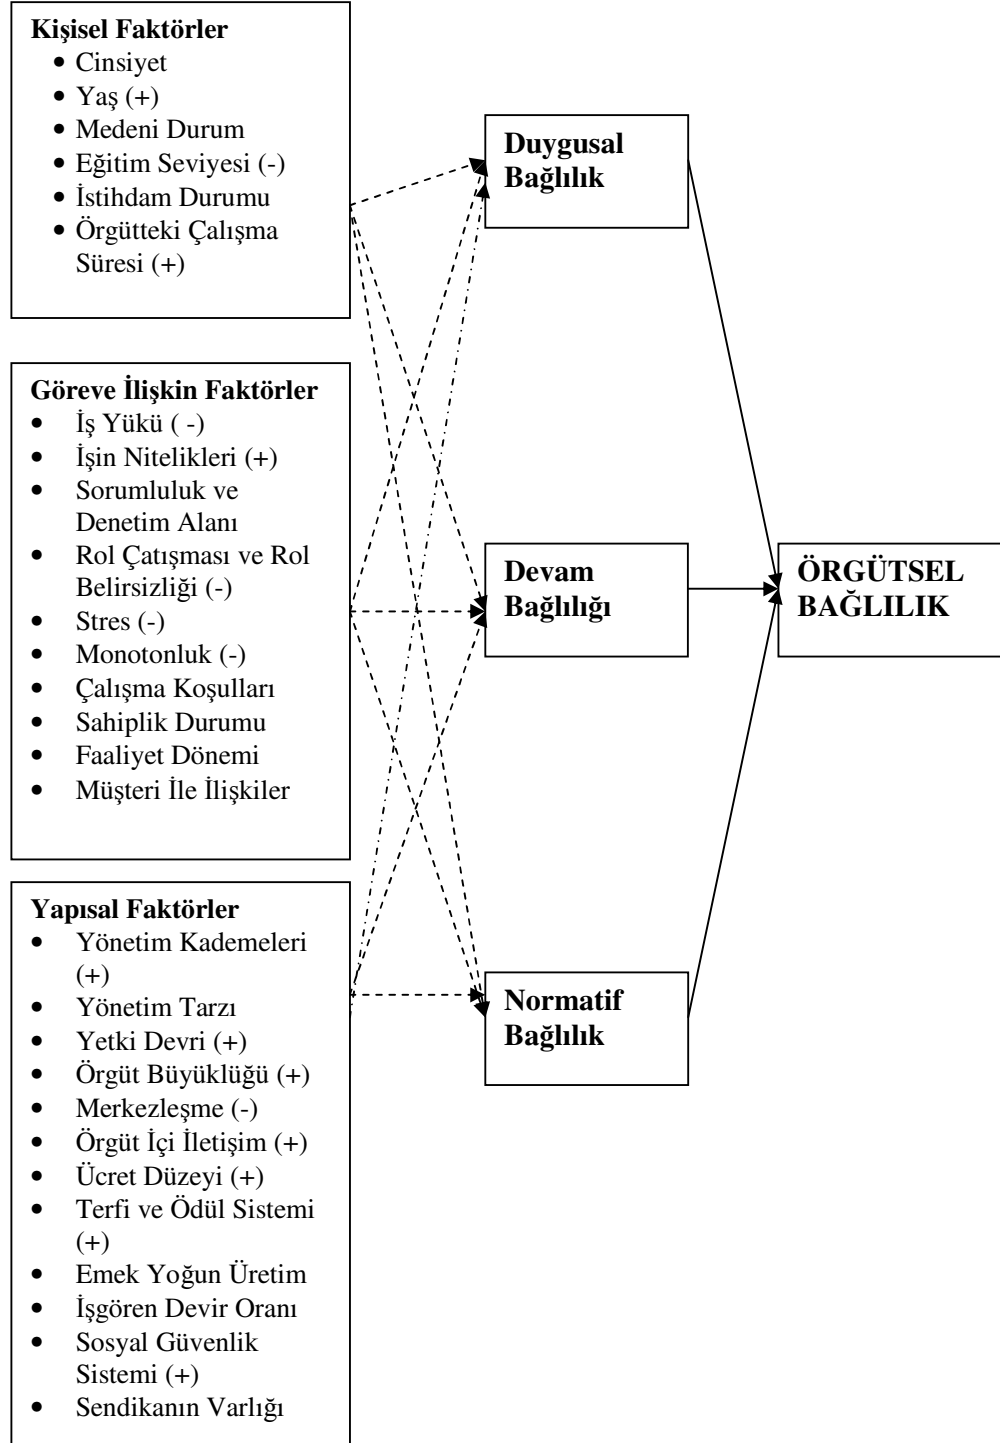 Kişisel Faktörler
• Cinsiyet
• Yaş (+)
• Medeni Durum
• Eğitim Seviyesi (-)
• İstihdam Durumu
• Örgütteki Çalışma
Süresi (+)
Göreve İlişkin Faktörler
• İş Yükü ( -)
• İşin Nitelikleri (+)
• Sorumluluk ve
Denetim Alanı
• Rol Çatışması ve Rol
Belirsizliği (-)
• Stres (-)
• Monotonluk (-)
• Çalışma Koşulları
• Sahiplik Durumu
• Faaliyet Dönemi
• Müşteri İle İlişkiler
Yapısal Faktörler
• Yönetim Kademeleri
(+)
• Yönetim Tarzı
• Yetki Devri (+)
• Örgüt Büyüklüğü (+)
• Merkezleşme (-)
• Örgüt İçi İletişim (+)
• Ücret Düzeyi (+)
• Terfi ve Ödül Sistemi
(+)
• Emek Yoğun Üretim
• İşgören Devir Oranı
• Sosyal Güvenlik
Sistemi (+)
• Sendikanın Varlığı
Duygusal
Bağlılık
Devam
Bağlılığı
Normatif
Bağlılık
ÖRGÜTSEL
BAĞLILIK